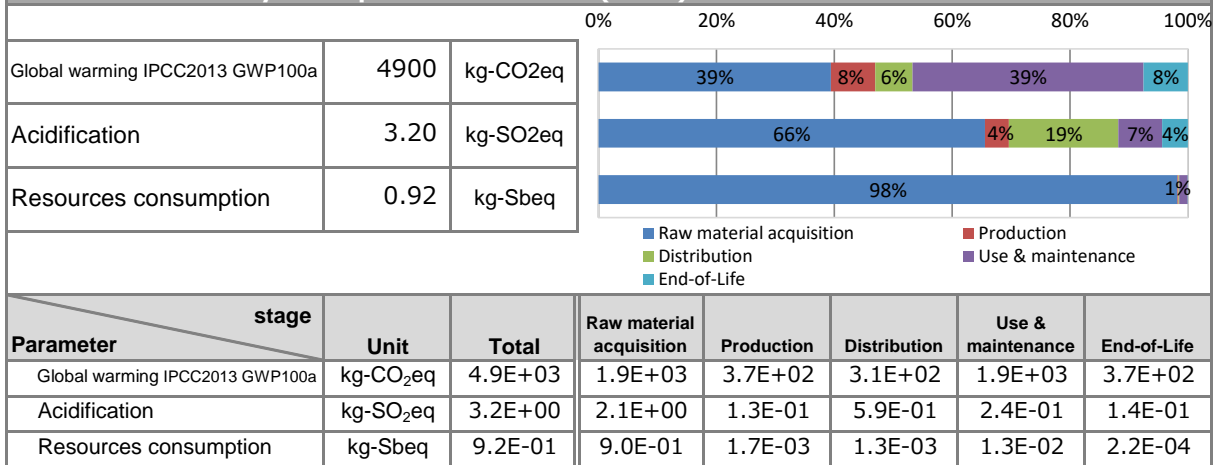 0% 20% 40% 60% 80% 100%
Global warming IPCC2013 GWP100a 4900 kg-CO2eq 39% 8% 6% 39% 8%
Acidification 3.20 kg-SO2eq 66% 4% 19% 7% 4%
Resources consumption 0.92 kg-Sbeq 98% 1%
Raw material acquisition Production
Distribution Use & maintenance
End-of-Life
stage
Parameter Unit Total Raw material acquisition Production Distribution Use & maintenance End-of-Life
Global warming IPCC2013 GWP100a kg-CO₂eq 4.9E+03 1.9E+03 3.7E+02 3.1E+02 1.9E+03 3.7E+02
Acidification kg-SO₂eq 3.2E+00 2.1E+00 1.3E-01 5.9E-01 2.4E-01 1.4E-01
Resources consumption kg-Sbeq 9.2E-01 9.0E-01 1.7E-03 1.3E-03 1.3E-02 2.2E-04